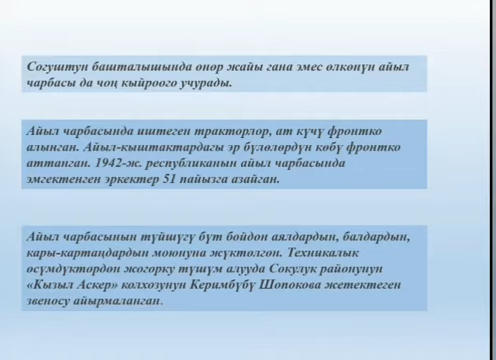 Согуштун башталышында өнөр жайы гана эмес өлкөнүн айыл
чарбасы да чоң кыйроого учурады.
Айыл чарбасында иштеген тракторлор, ат күчү фронтко
алынган. Айыл-кыштактардагы эр бүлөлөрдүн көбү фронтко
аттанган. 1942-ж. республиканын айыл чарбасында
эмгектенген эркектер 51 пайызга азайган.
Айыл чарбасынын түйшүгү бүт бойдон аялдардын, балдардын,
кары-картаңдардын моюнуна жүктөлгөн. Техникалык
өсүмдүктөрдөн жогорку түшүм алууда Сокулук районунун
«Кызыл Аскер» колхозунун Керимбүбү Шопокова жетектеген
звеносу айырмаланган.